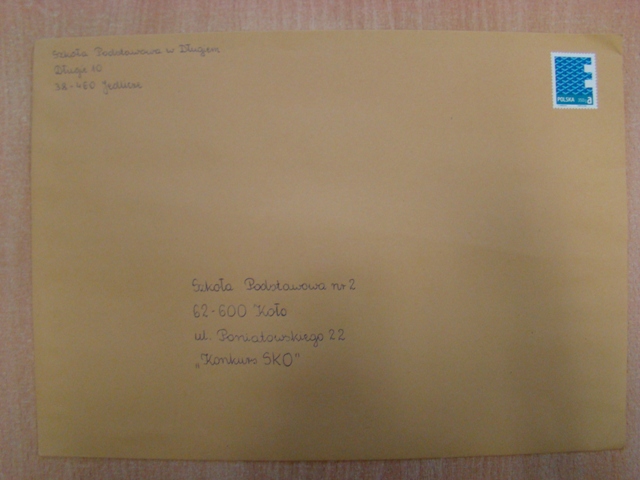 Szkoła Podstawowa w Długiem
Długie 10
38-460 Jedlicze
POLSKA
E
a
Szkoła Podstawowa nr 2
62-600 Koło
ul. Poniatowskiego 22
„Konkurs SKO"